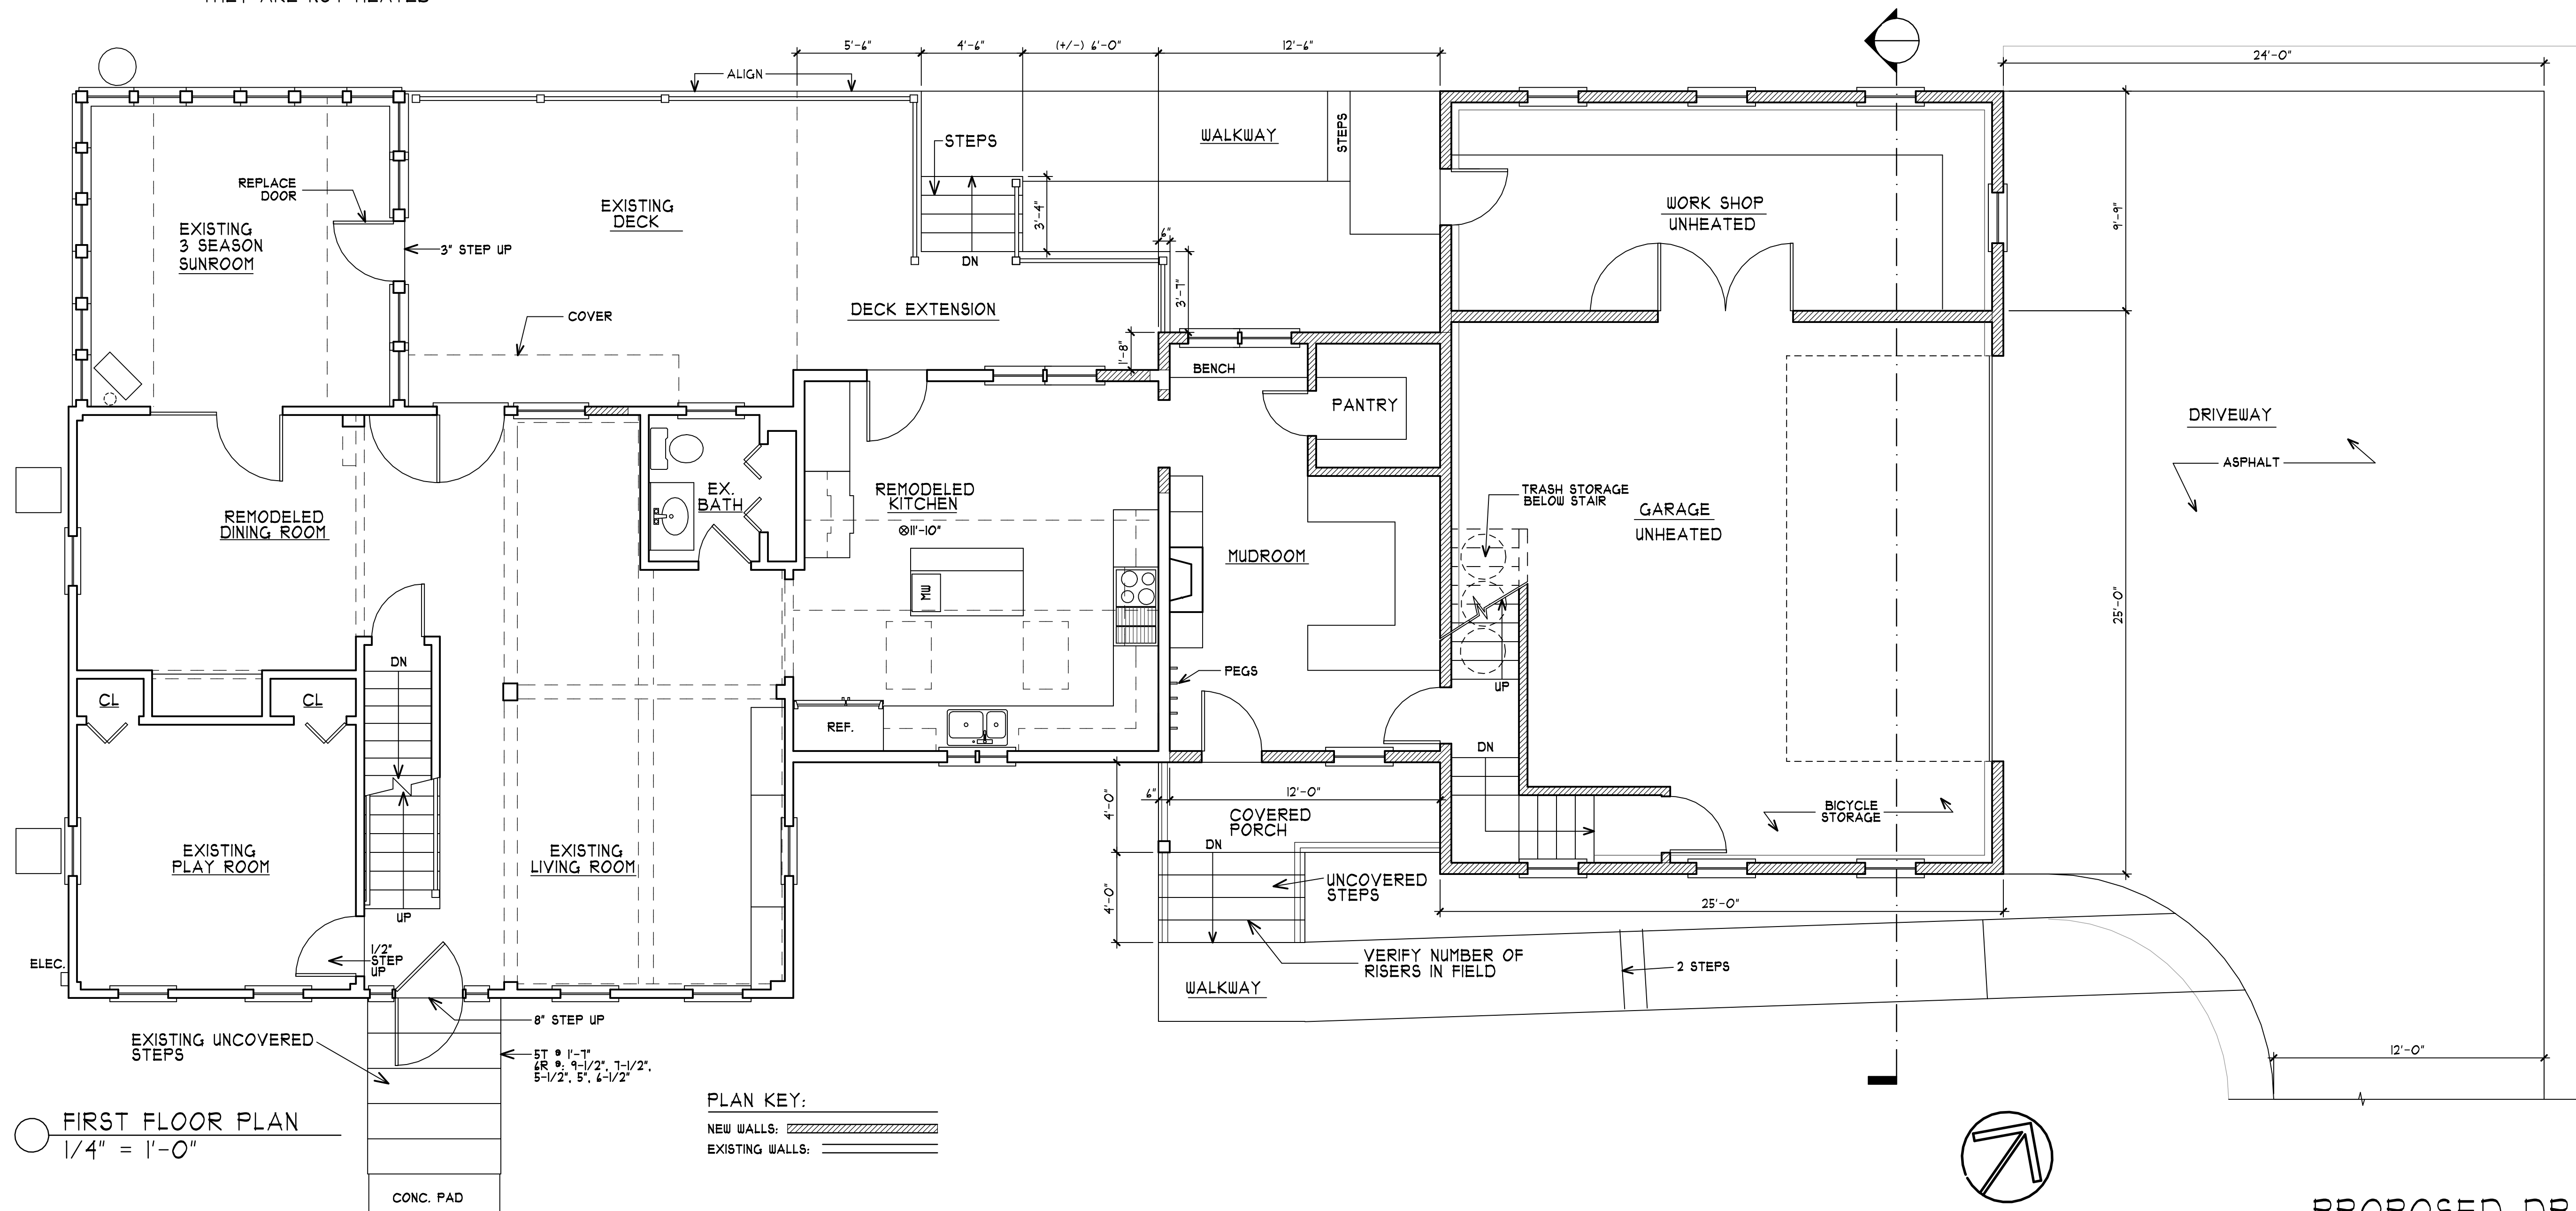 THEY ARE NOT HEATED
5'-6"
4'-6"
(+/-) 6'-0"
12'-6"
24'-0"
ALIGN
STEPS
WALKWAY
STEPS
REPLACE
DOOR
EXISTING
3 SEASON
SUNROOM
3" STEP UP
EXISTING
DECK
3'-4"
6"
DN
3'-7"
WORK SHOP
UNHEATED
9'-9"
COVER
DECK EXTENSION
1'-8"
BENCH
PANTRY
DRIVEWAY
ASPHALT
REMODELED
DINING ROOM
EX.
BATH
REMODELED
KITCHEN
11'-10"
MW
MUDROOM
TRASH STORAGE
BELOW STAIR
GARAGE
UNHEATED
25'-0"
DN
CL
CL
PEGS
UP
REF.
DN
6"
12'-0"
4'-0"
COVERED
PORCH
DN
BICYCLE
STORAGE
EXISTING
PLAY ROOM
EXISTING
LIVING ROOM
UP
4'-0"
UNCOVERED
STEPS
25'-0"
1/2"
STEP
UP
ELEC.
VERIFY NUMBER OF
RISERS IN FIELD
2 STEPS
WALKWAY
8" STEP UP
EXISTING UNCOVERED
STEPS
5T @ 1'-7"
6R @: 9-1/2", 7-1/2",
5-1/2", 5", 6-1/2"
12'-0"
FIRST FLOOR PLAN
1/4" = 1'-0"
PLAN KEY:
NEW WALLS:
EXISTING WALLS:
CONC. PAD
PROPOSED